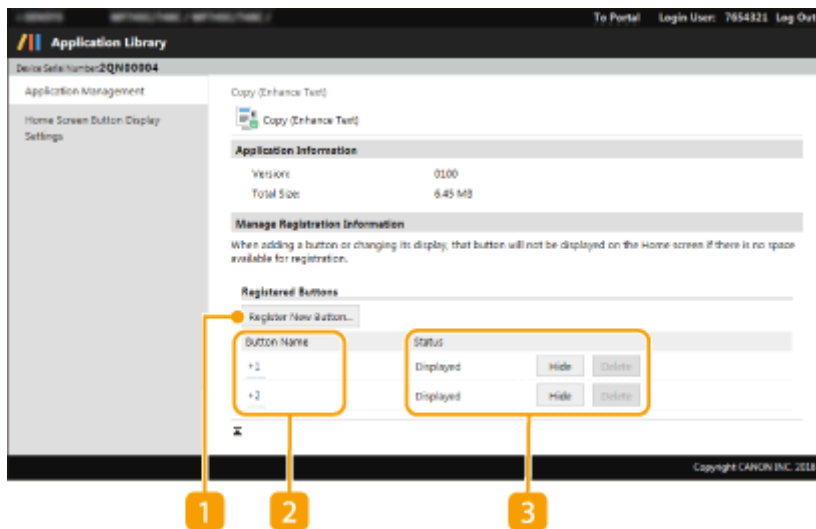 To Portal Login User: 7654321 Log Out
Application Library
Device Serial Number:2QN00004
Application Management
Home Screen Button Display
Settings
Copy (Enhance Text)
Copy (Enhance Text)
Application Information
Version: 0100
Total Size: 6.45 MB
Manage Registration Information
When adding a button or changing its display, that button will not be displayed on the Home screen if there is no space
available for registration.
Registered Buttons
Register New Button...
Button Name Status
+1 Displayed Hide Delete
+2 Displayed Hide Delete
Copyright CANON INC. 2018
1 2 3